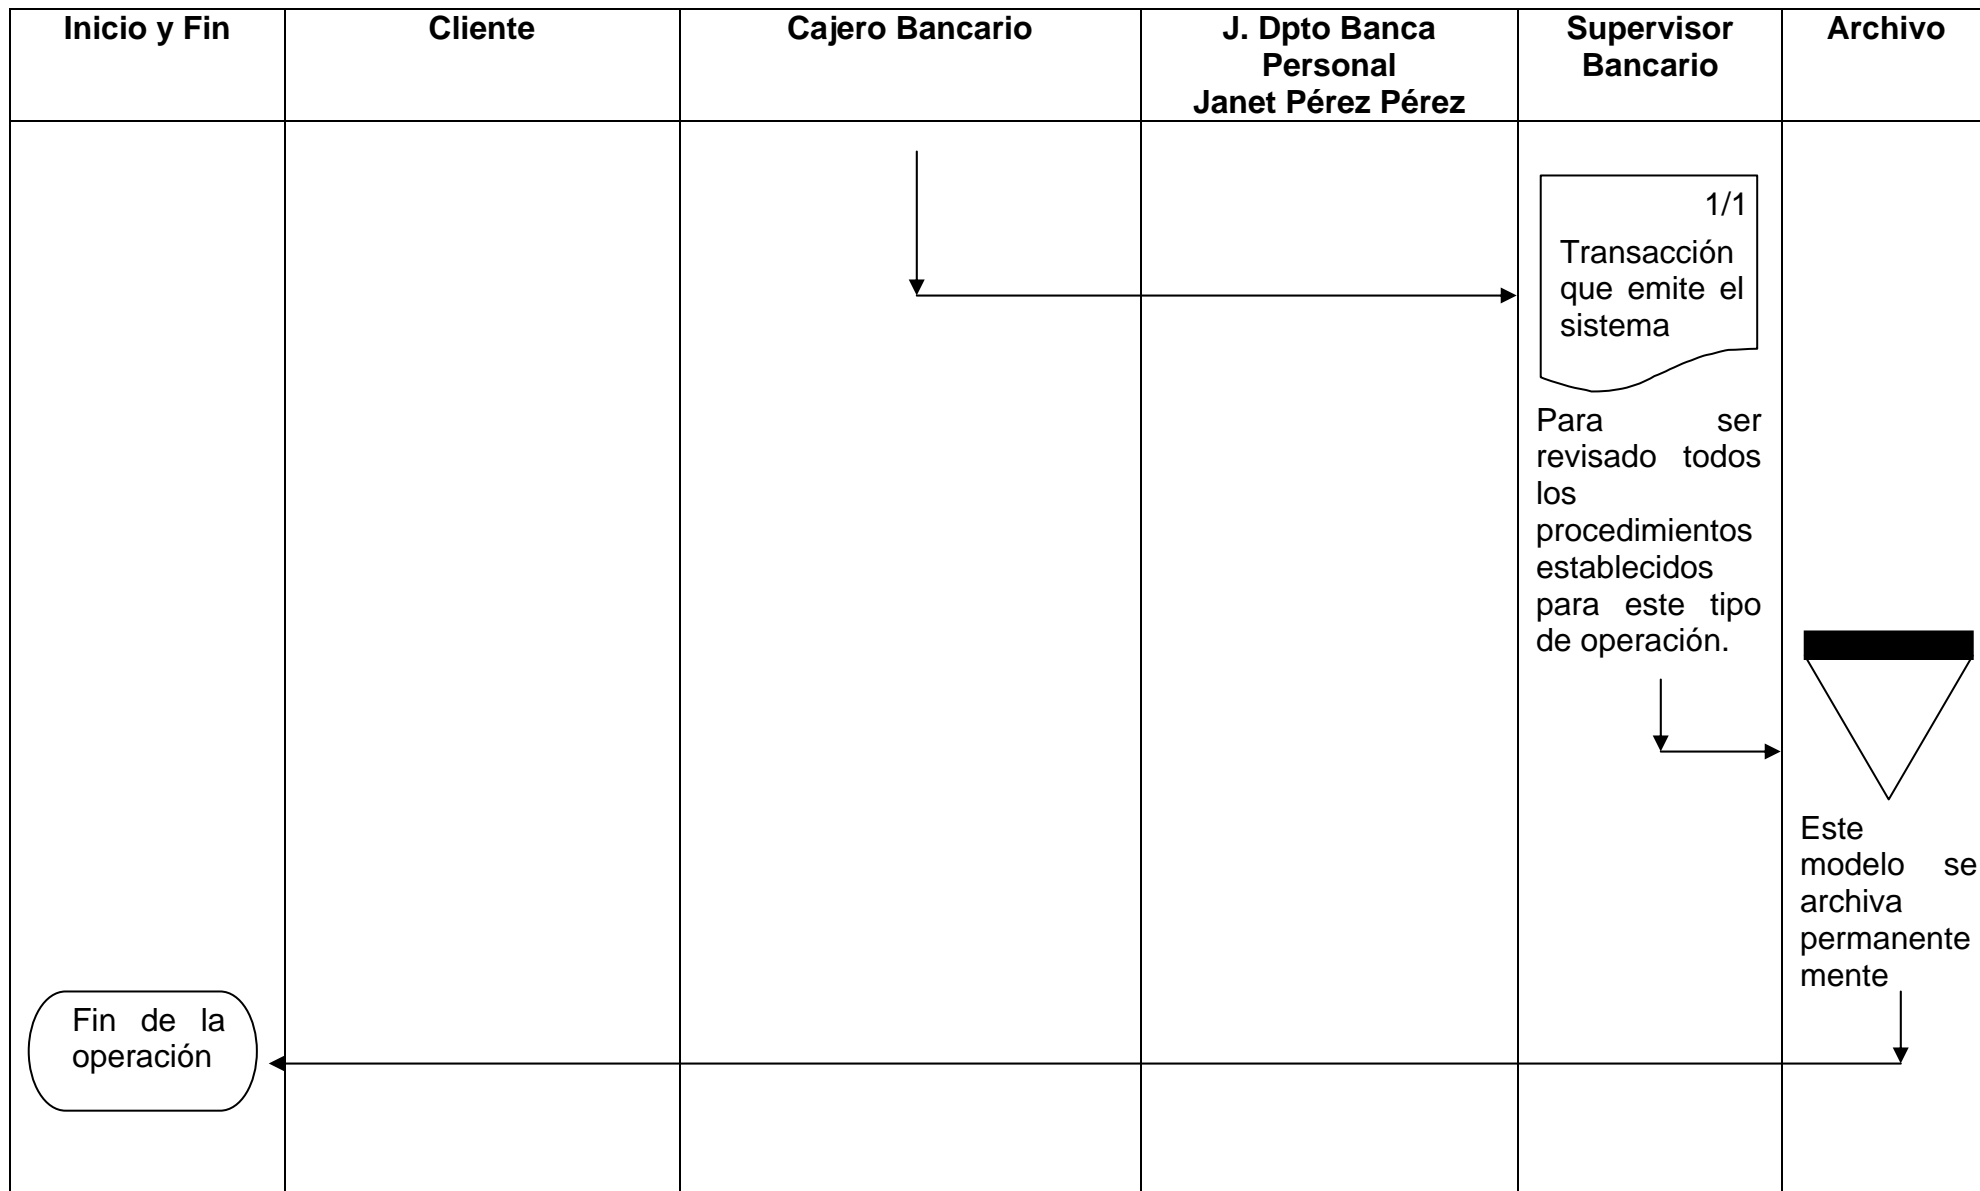 Inicio y Fin
Cliente
Cajero Bancario
J. Dpto Banca
Personal
Janet Pérez Pérez
Supervisor
Bancario
Archivo
1/1
Transacción
que emite el
sistema
Para ser
revisado todos
los
procedimientos
establecidos
para este tipo
de operación.
Este
modelo se
archiva
permanente
mente
Fin de la
operación